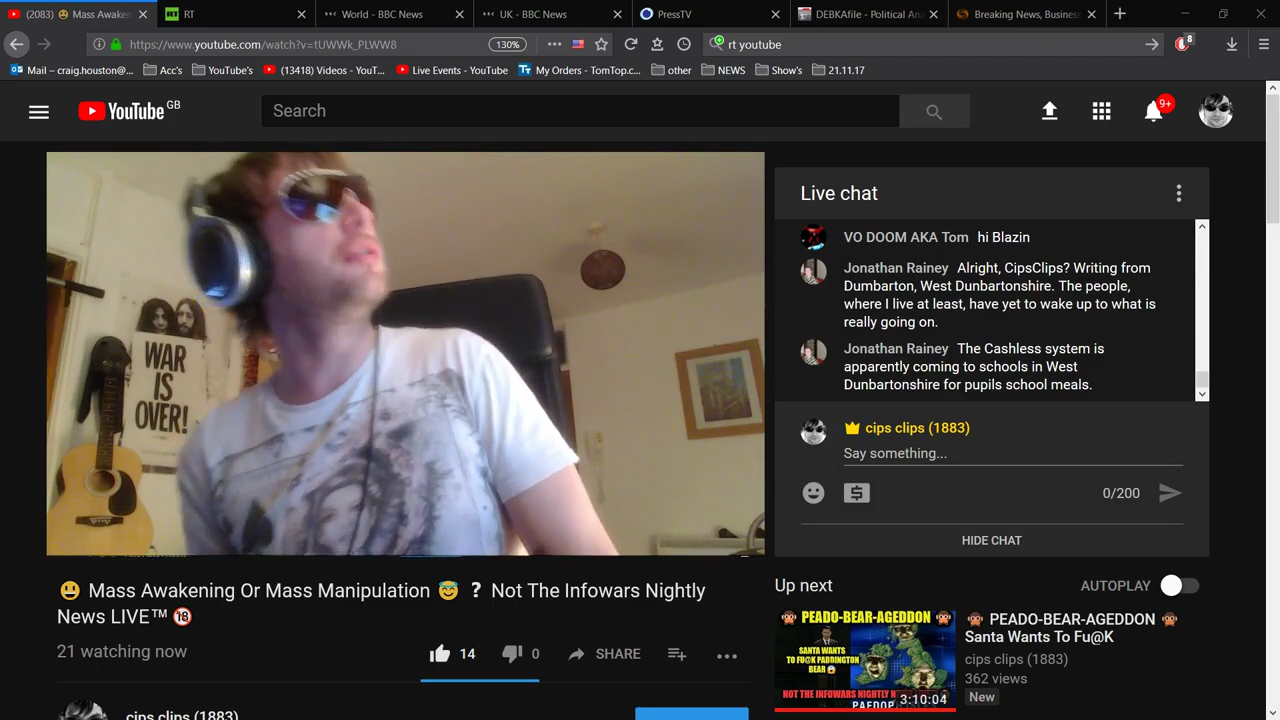 (2083) 😃 Mass Awaken
RT
World - BBC News
UK - BBC News
PressTV
DEBKAfile - Political An
Breaking News, Business
https://www.youtube.com/watch?v=tUWWk_PLWW8
130%
rt youtube
8
Mail – craig.houston@...
Acc's
YouTube's
(13418) Videos - YouT...
Live Events - YouTube
My Orders - TomTop.c...
other
NEWS
Show's
21.11.17
YouTube GB
Search
9+
WAR
IS
OVER!
Live chat
VO DOOM AKA Tom hi Blazin
Jonathan Rainey Alright, CipsClips? Writing from
Dumbarton, West Dunbartonshire. The people,
where I live at least, have yet to wake up to what is
really going on.
Jonathan Rainey The Cashless system is
apparently coming to schools in West
Dunbartonshire for pupils school meals.
cips clips (1883)
Say something...
0/200
HIDE CHAT
😃 Mass Awakening Or Mass Manipulation 😇 ? Not The Infowars Nightly
News LIVE™ 🔞
21 watching now
14
0
SHARE
cips clips (1883)
Up next
AUTOPLAY
🙊 PEADO-BEAR-AGEDDON 🙊
SANTA WANTS
TO FU@K PADDINGTON
BEAR
NOT THE INFOWARS NIGHTLY N
3:10:04
🙊 PEADO-BEAR-AGEDDON 🙊
Santa Wants To Fu@K
cips clips (1883)
362 views
New